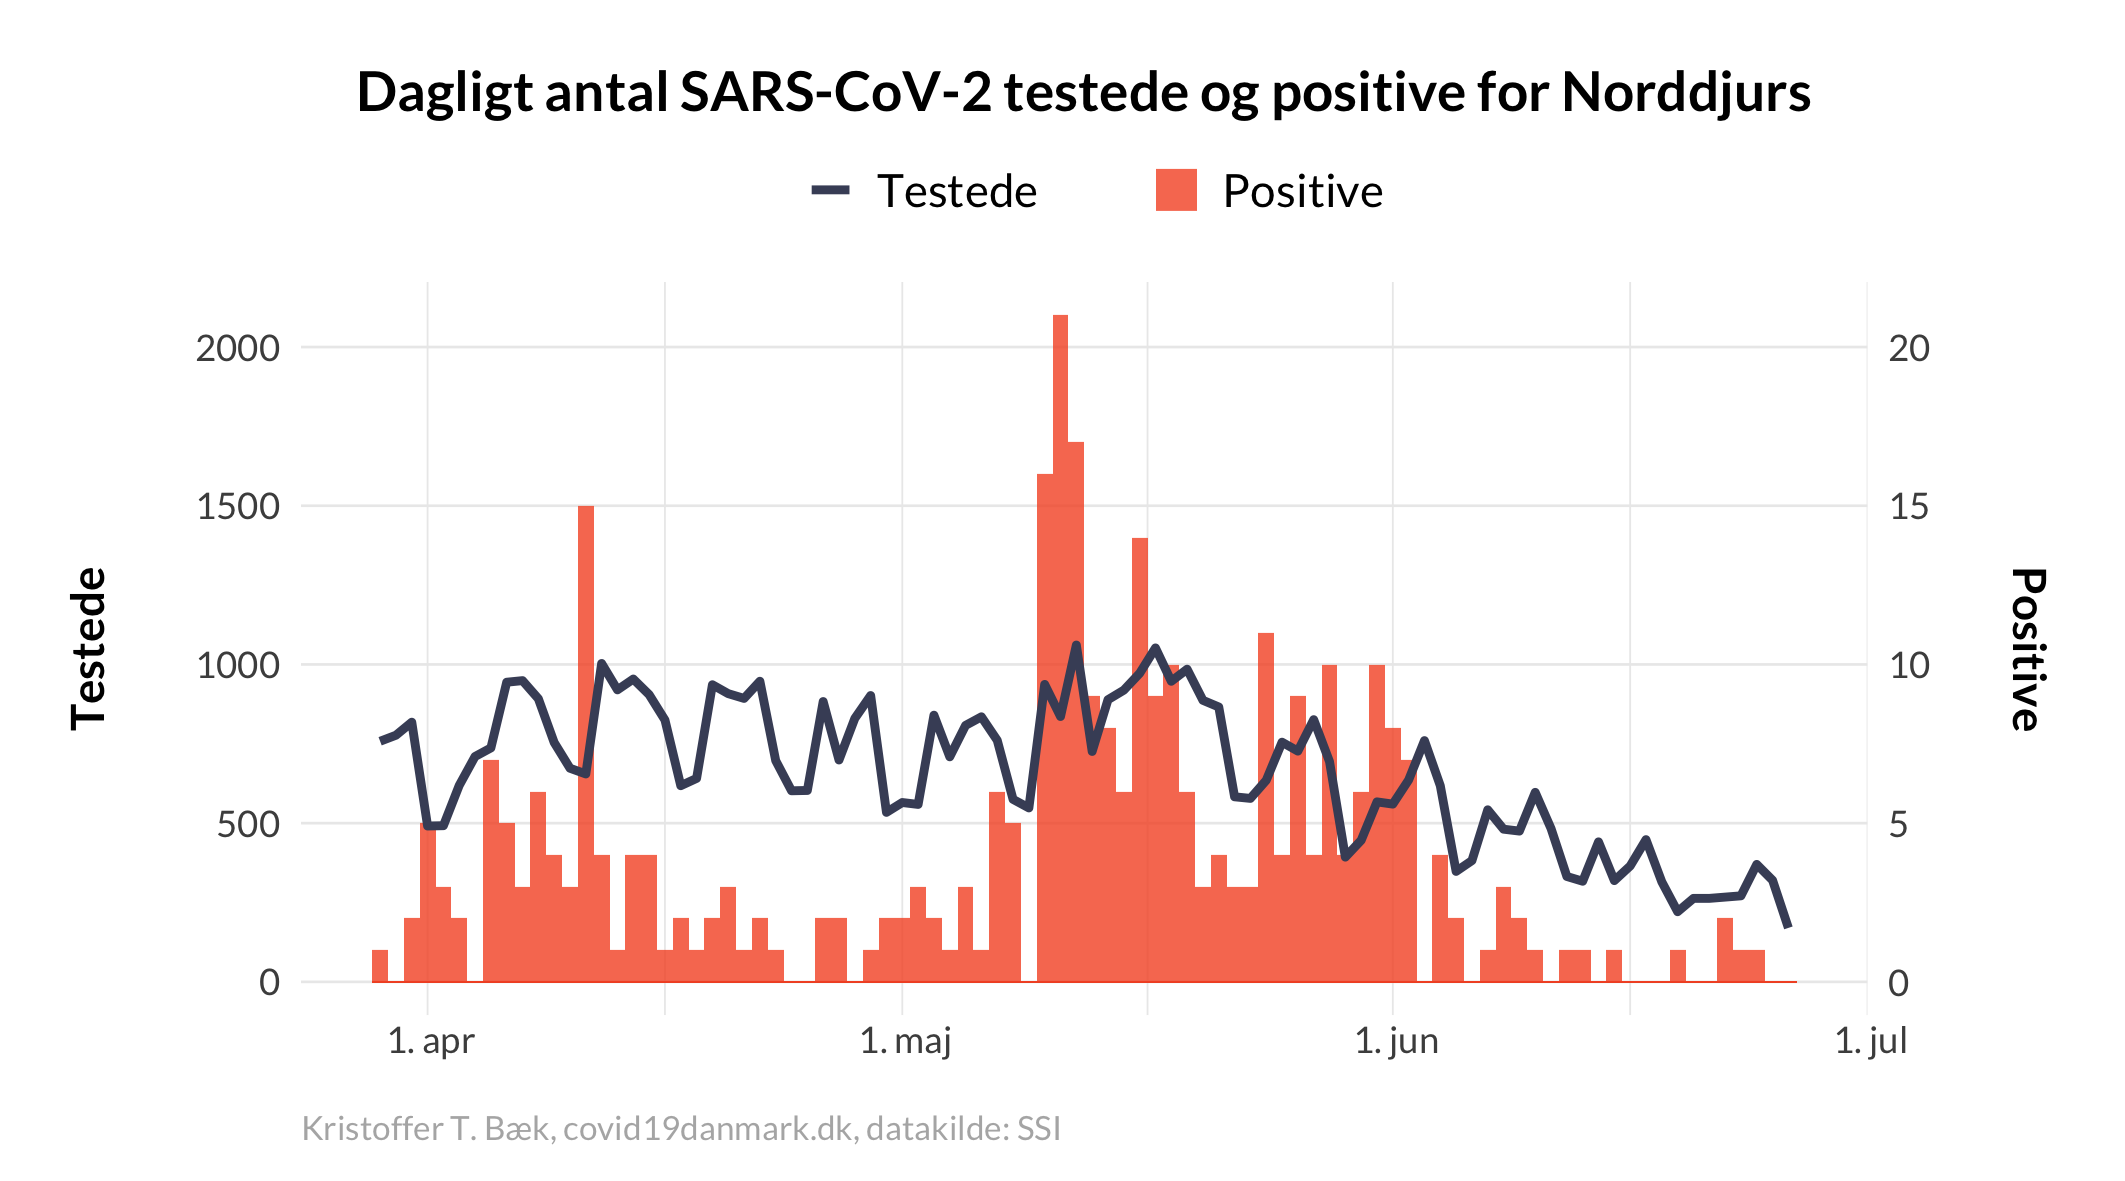 Dagligt antal SARS-CoV-2 testede og positive for Norddjurs
Testede
Positive
2000
1500
1000
500
0
Testede
20
15
10
5
0
Positive
1. apr
1. maj
1. jun
1. jul
Kristoffer T. Bæk, covid19danmark.dk, datakilde: SSI